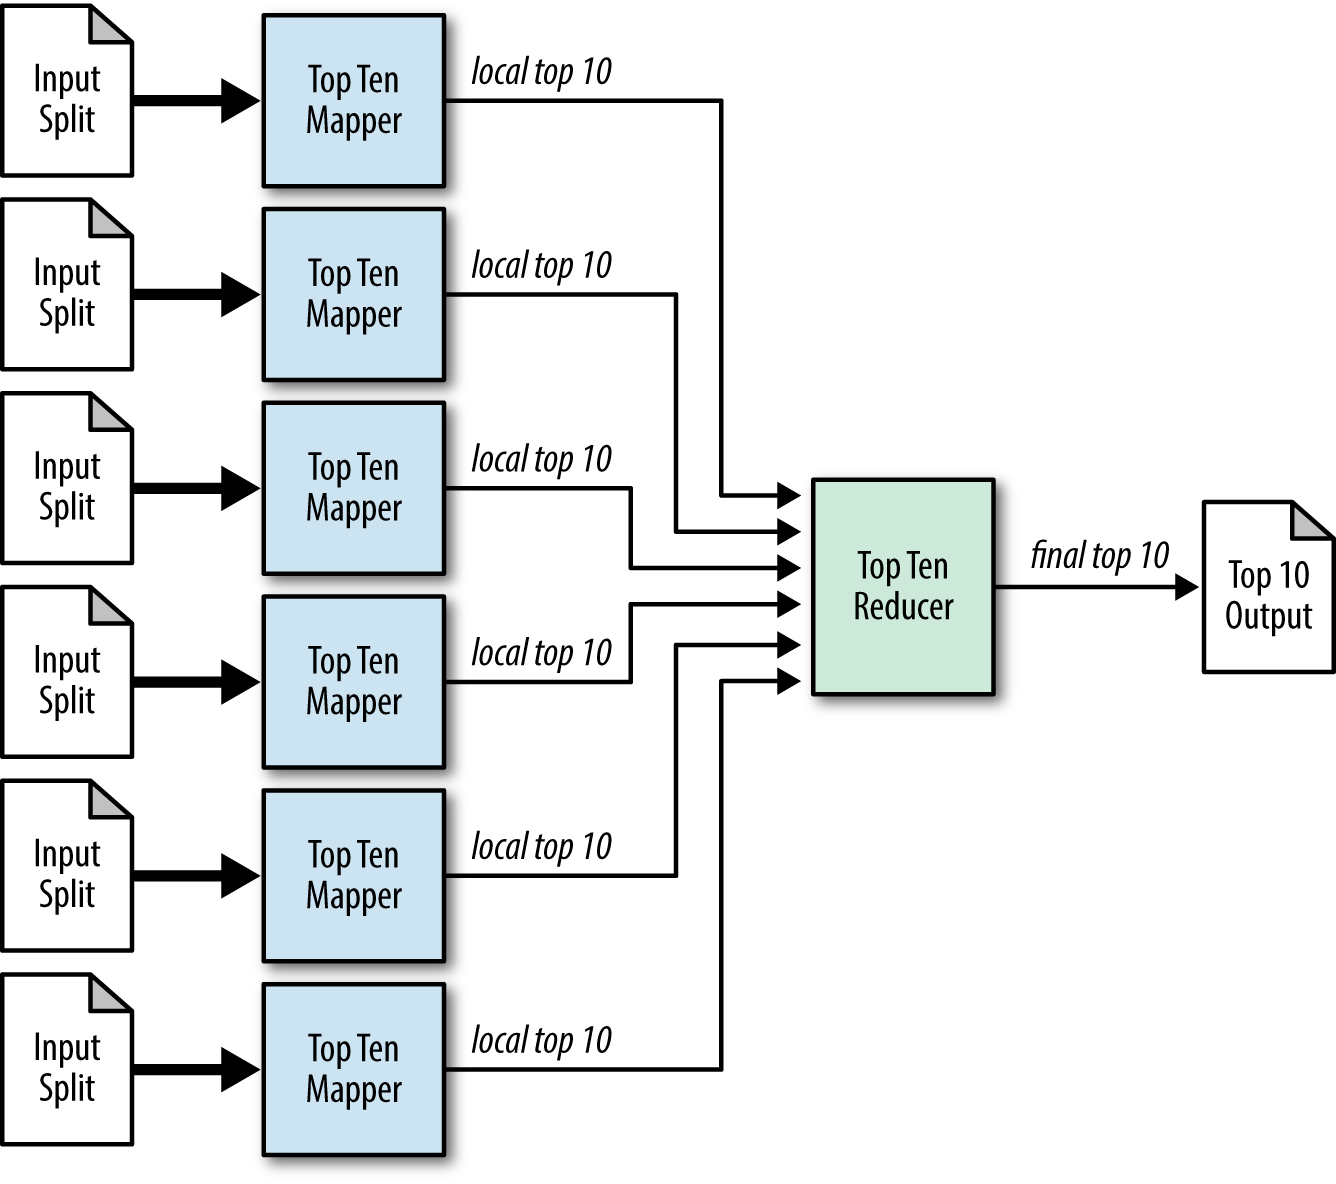 Input
Split
Top Ten
Mapper
local top 10
Input
Split
Top Ten
Mapper
local top 10
Input
Split
Top Ten
Mapper
local top 10
Input
Split
Top Ten
Mapper
local top 10
Input
Split
Top Ten
Mapper
local top 10
Input
Split
Top Ten
Mapper
local top 10
Top Ten
Reducer
final top 10
Top 10
Output